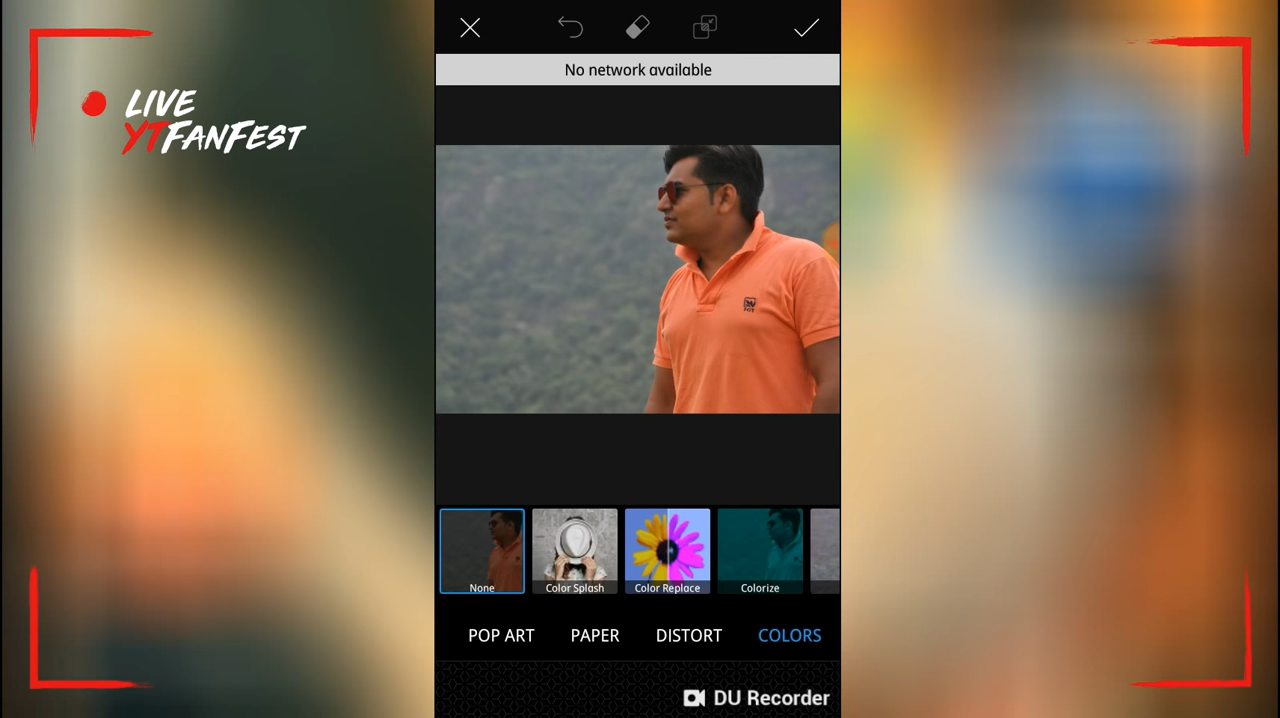 LIVE
YTFANFEST
No network available
None
Color Splash
Color Replace
Colorize
POP ART
PAPER
DISTORT
COLORS
DU Recorder